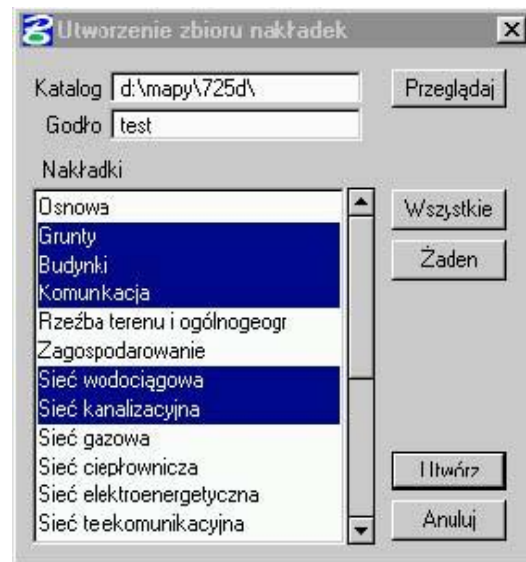 Utworzenie zbioru nakładek
Katalog d:\mapy\725d\ Przeglądaj
Godło test
Nakładki
Osnowa
Wszystkie
Grunty
Budynki
Żaden
Komunkacja
Rzeźba terenu i ogólnogeogr
Zagospodarowanie
Sieć wodociągowa
Sieć kanalizacyjna
Sieć gazowa
Sieć ciepłownicza
Utwórz
Sieć elektroenergetyczna
Sieć teekomunikacyjna
Anuluj